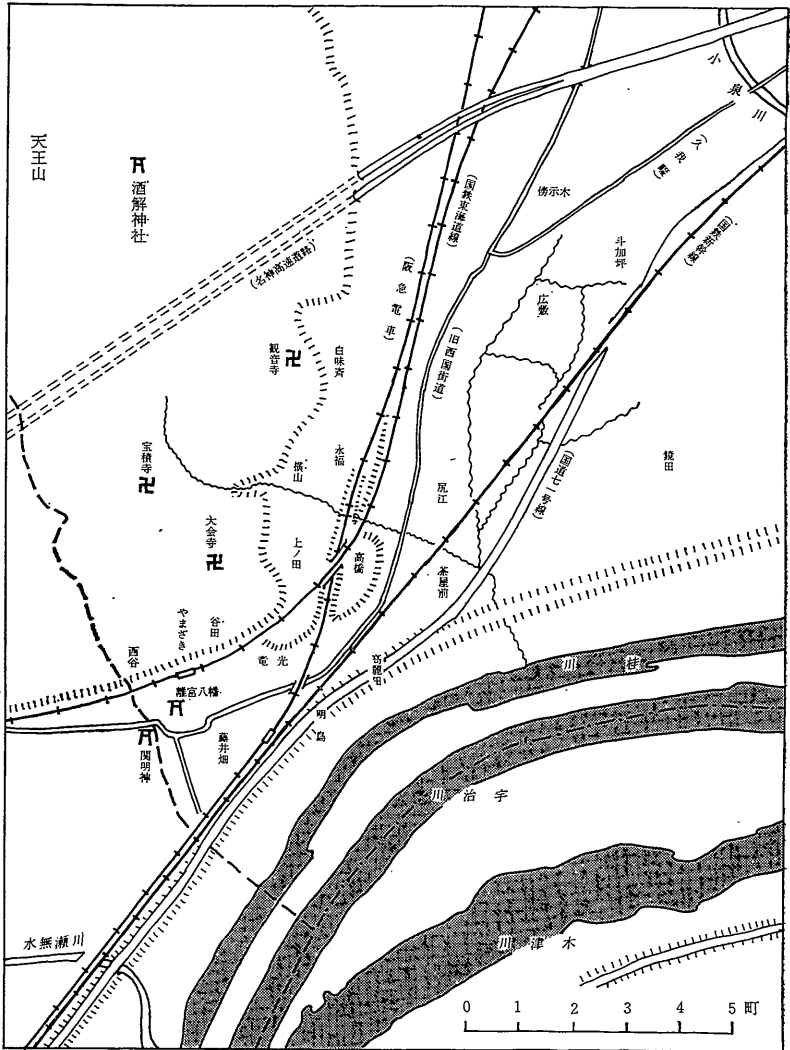 小泉川
(久我畷)
天王山
酒解神社
傍示木
(国鉄東海道線)
斗加坪
(国鉄新幹線)
(名神高速道路)
(阪急電車)
広敷
(旧西国街道)
観音寺
白味斉
宝積寺
横山
永福
尻江
(国道七一号線)
鏡田
大念寺
上ノ田
高橋
茶屋前
やまざき
谷田
西谷
竜光
離宮八幡
川桂
明島
藤井畑
関明神
川治宇
水無瀬川
川津木
0 1 2 3 4 5 町